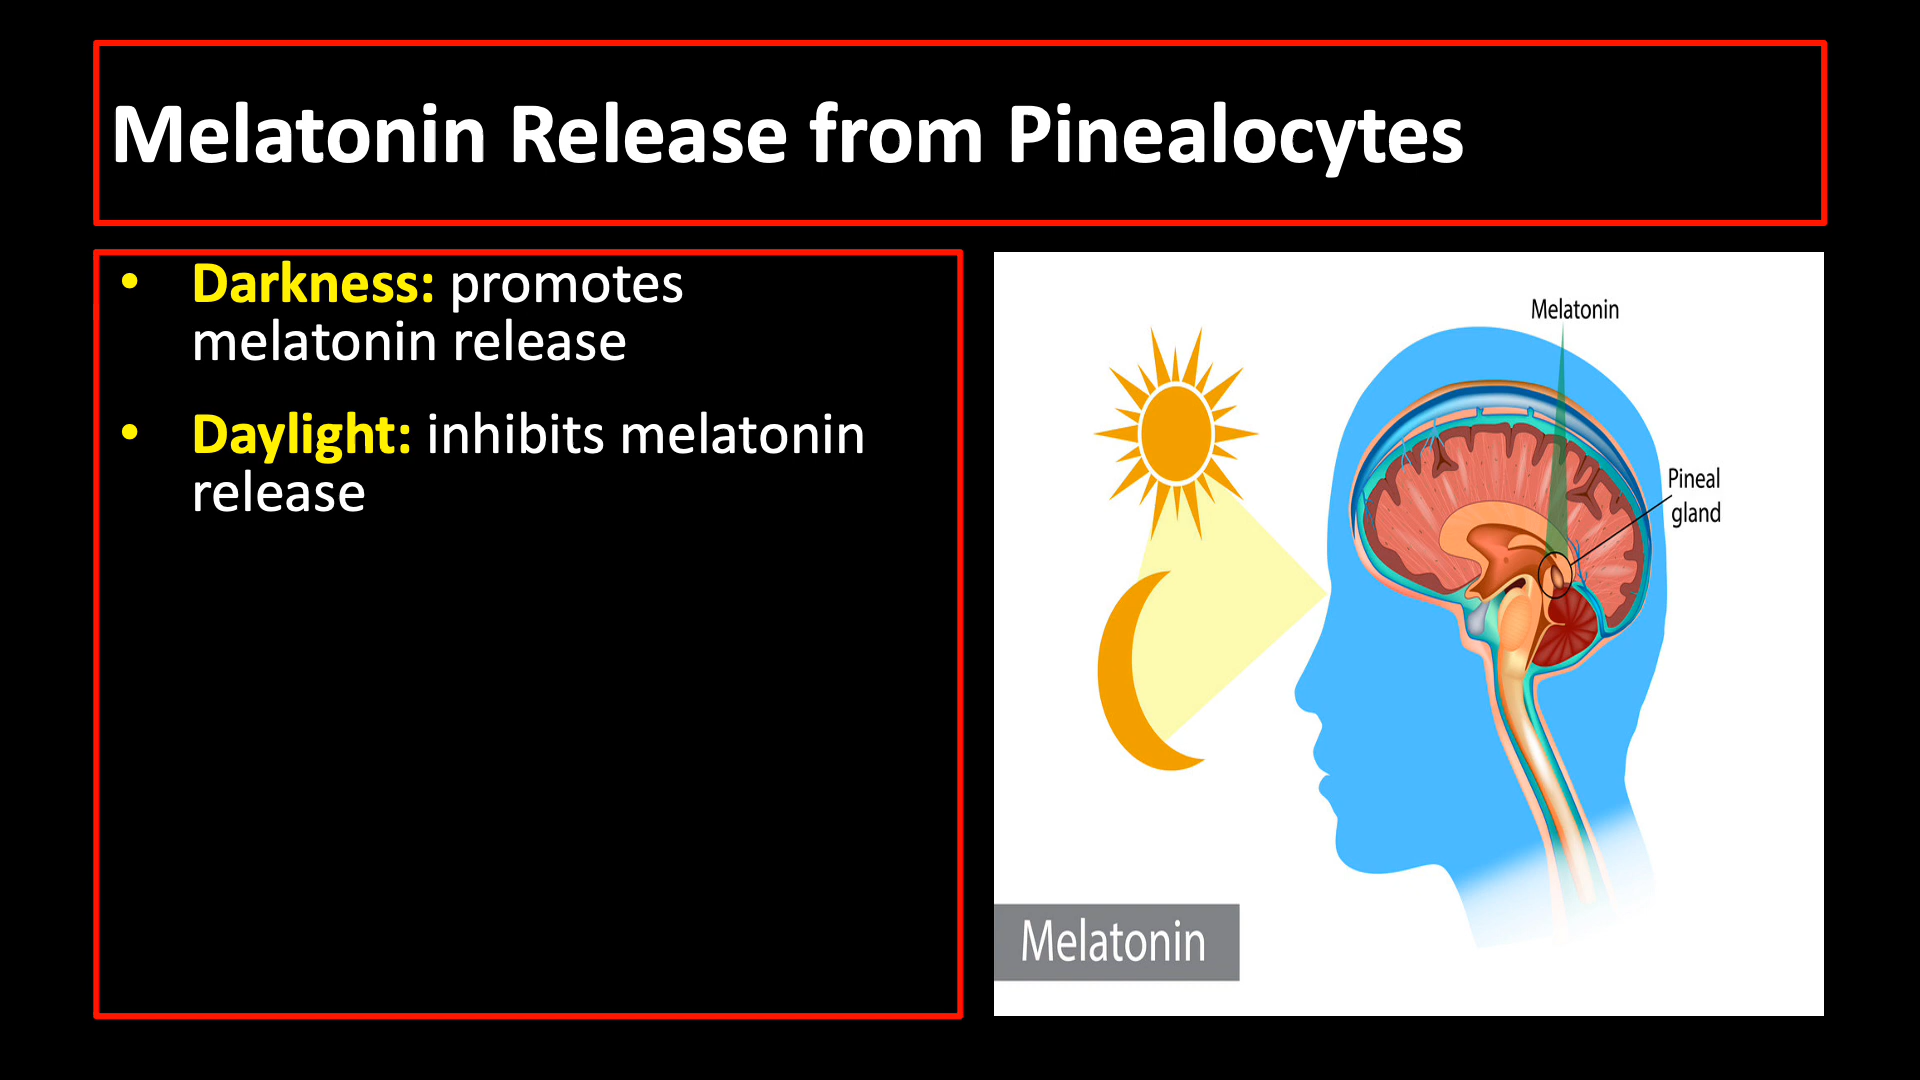 Melatonin Release from Pinealocytes
• Darkness: promotes
melatonin release
• Daylight: inhibits melatonin
release
Melatonin
Pineal
gland
Melatonin